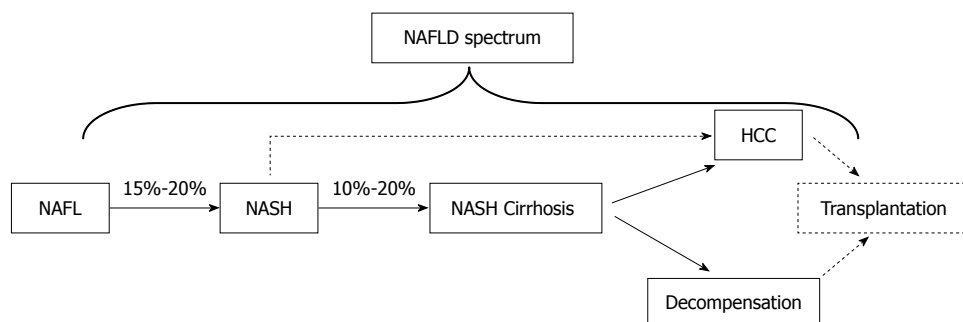 NAFLD spectrum
HCC
15%-20%
10%-20%
NAFL
NASH
NASH Cirrhosis
Transplantation
Decompensation